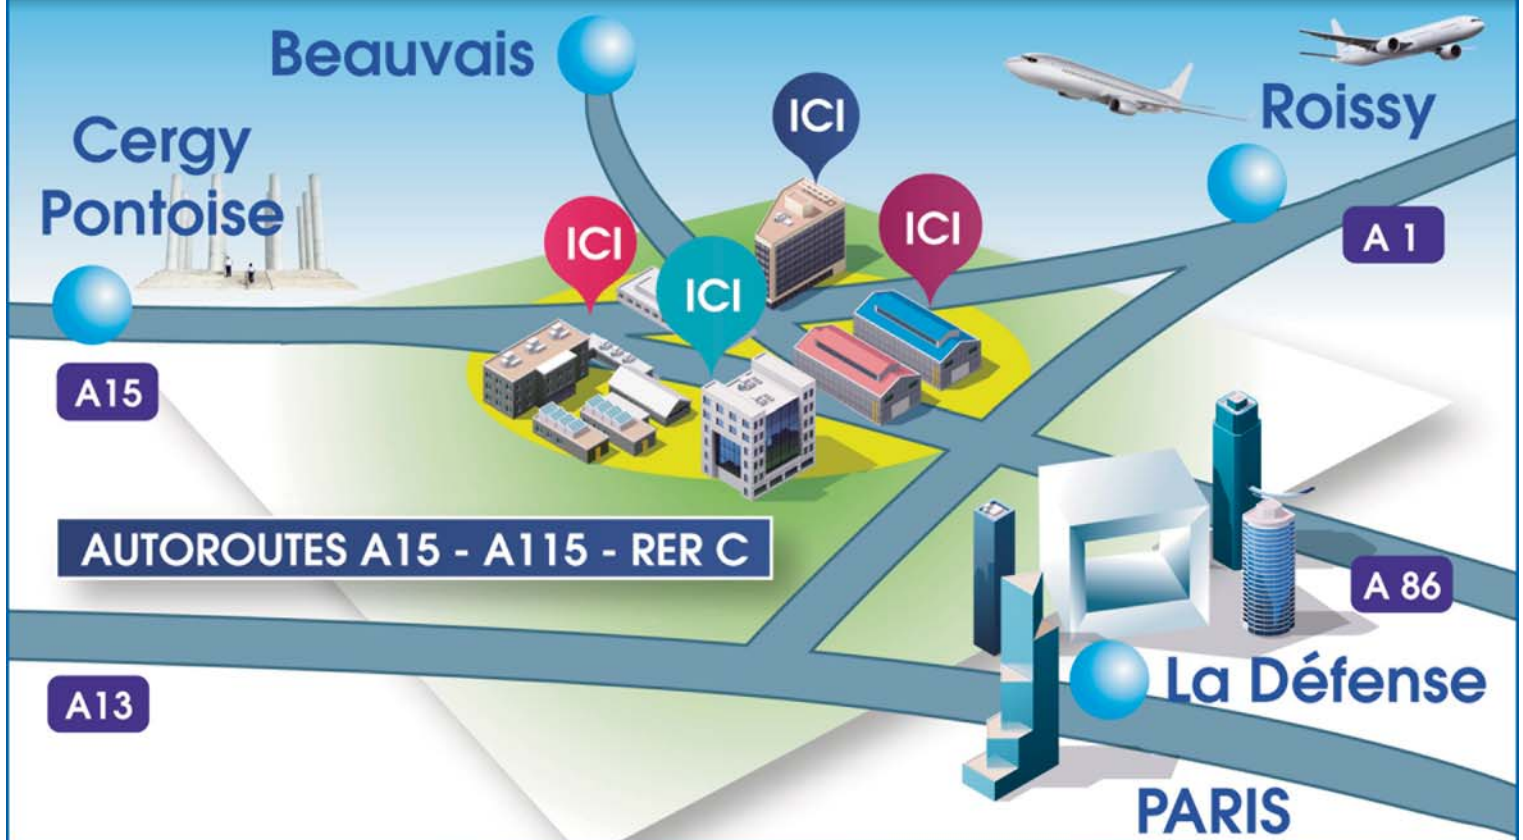 Beauvais
Roissy
Cergy
Pontoise
ICI
ICI
ICI
ICI
A 1
A15
AUTOROUTES A15 - A115 - RER C
A 86
La Défense
A13
PARIS